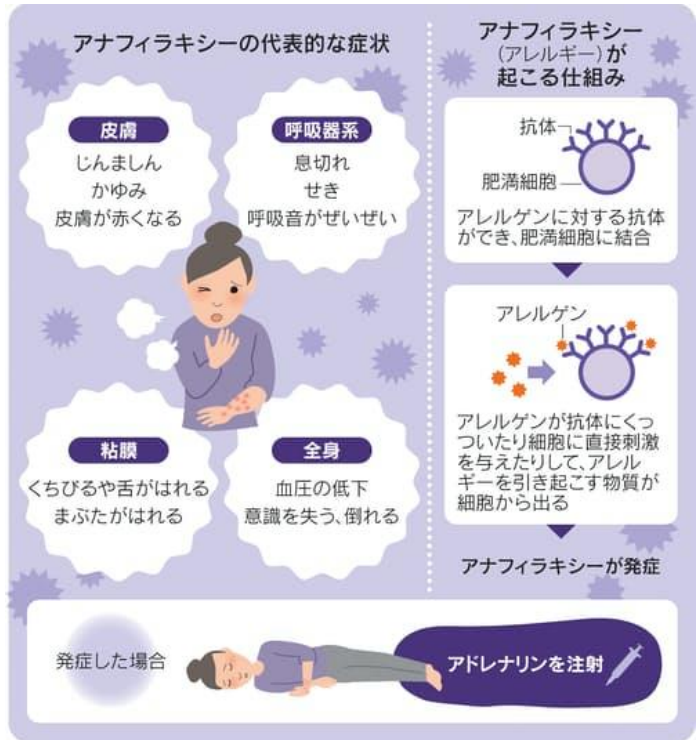 アナフィラキシーの代表的な症状
皮膚
じんましん
かゆみ
皮膚が赤くなる
呼吸器系
息切れ
せき
呼吸音がぜいぜい
粘膜
くちびるや舌がはれる
まぶたがはれる
全身
血圧の低下
意識を失う、倒れる
アナフィラキシー
(アレルギー)が
起こる仕組み
抗体
肥満細胞
アレルゲンに対する抗体
ができ、肥満細胞に結合
アレルゲン
アレルゲンが抗体にくっ
ついたり細胞に直接刺激
を与えたりして、アレル
ギーを引き起こす物質が
細胞から出る
アナフィラキシーが発症
発症した場合
アドレナリンを注射